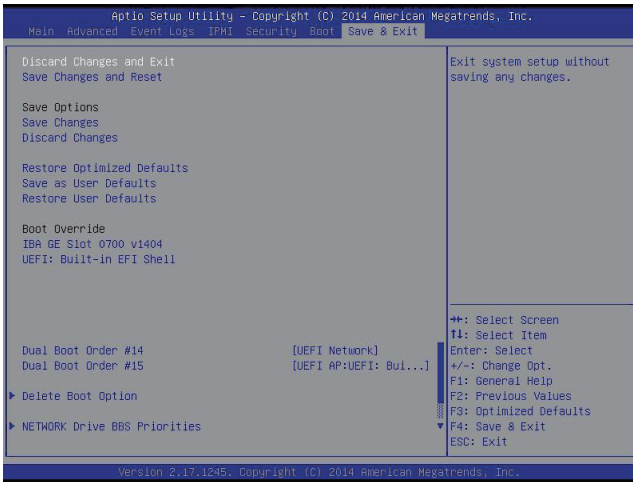 Aptio Setup Utility – Copyright (C) 2014 American Megatrends, Inc.
Main Advanced Event Logs IPMI Security Boot Save & Exit
Discard Changes and Exit
Save Changes and Reset
Save Options
Save Changes
Discard Changes
Restore Optimized Defaults
Save as User Defaults
Restore User Defaults
Boot Override
IBA GE Slot 0700 v1404
UEFI: Built-in EFI Shell
Dual Boot Order #14 [UEFI Network]
Dual Boot Order #15 [UEFI AP:UEFI: Bui...]
Delete Boot Option
NETWORK Drive BBS Priorities
Exit system setup without
saving any changes.
→←: Select Screen
↑↓: Select Item
Enter: Select
+/-: Change Opt.
F1: General Help
F2: Previous Values
F3: Optimized Defaults
F4: Save & Exit
ESC: Exit
Version 2.17.1245. Copyright (C) 2014 American Megatrends, Inc.